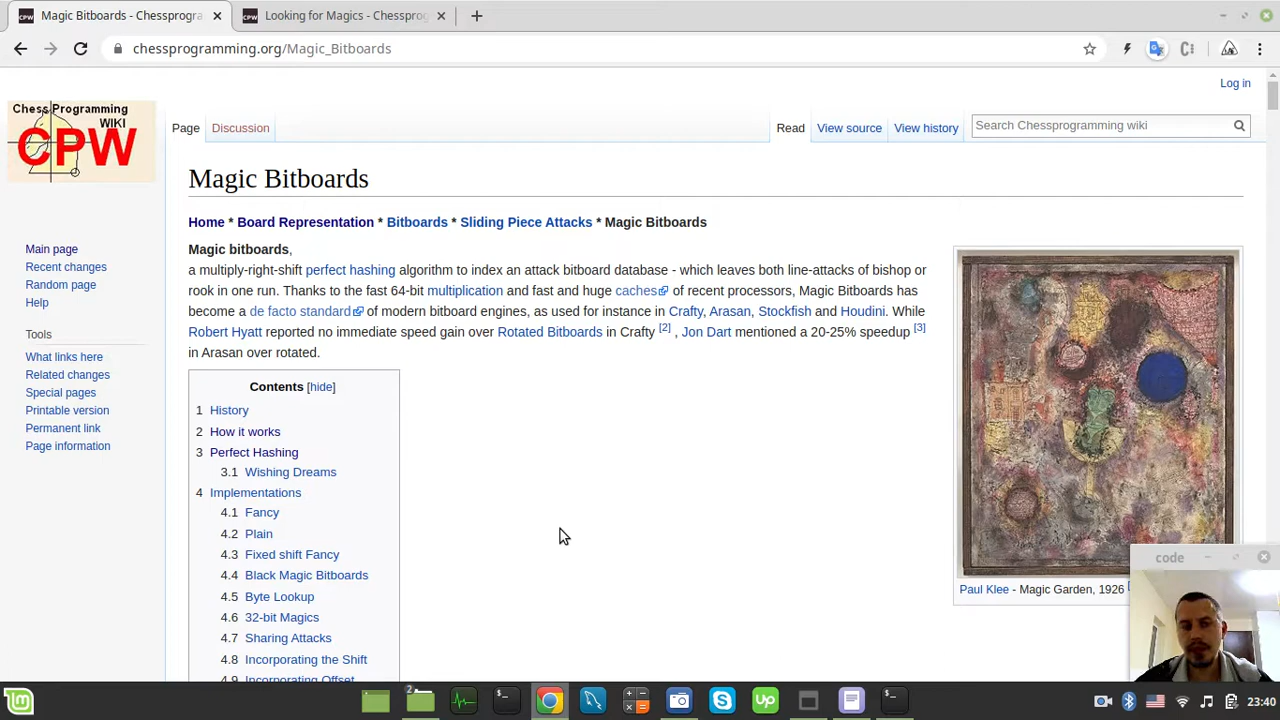 Magic Bitboards - Chessprogra
Looking for Magics - Chessprog
chessprogramming.org/Magic_Bitboards
Log in
Chess Programming
WIKI
CPW
Page
Discussion
Read
View source
View history
Search Chessprogramming wiki
Magic Bitboards
Home * Board Representation * Bitboards * Sliding Piece Attacks * Magic Bitboards
Main page
Recent changes
Random page
Help
Tools
What links here
Related changes
Special pages
Printable version
Permanent link
Page information
Magic bitboards,
a multiply-right-shift perfect hashing algorithm to index an attack bitboard database - which leaves both line-attacks of bishop or
rook in one run. Thanks to the fast 64-bit multiplication and fast and huge caches of recent processors, Magic Bitboards has
become a de facto standard of modern bitboard engines, as used for instance in Crafty, Arasan, Stockfish and Houdini. While
Robert Hyatt reported no immediate speed gain over Rotated Bitboards in Crafty [2] , Jon Dart mentioned a 20-25% speedup [3]
in Arasan over rotated.
Contents [hide]
1 History
2 How it works
3 Perfect Hashing
3.1 Wishing Dreams
4 Implementations
4.1 Fancy
4.2 Plain
4.3 Fixed shift Fancy
4.4 Black Magic Bitboards
4.5 Byte Lookup
4.6 32-bit Magics
4.7 Sharing Attacks
4.8 Incorporating the Shift
4.9 Incorporating Offset
Paul Klee - Magic Garden, 1926
code
2
23:40